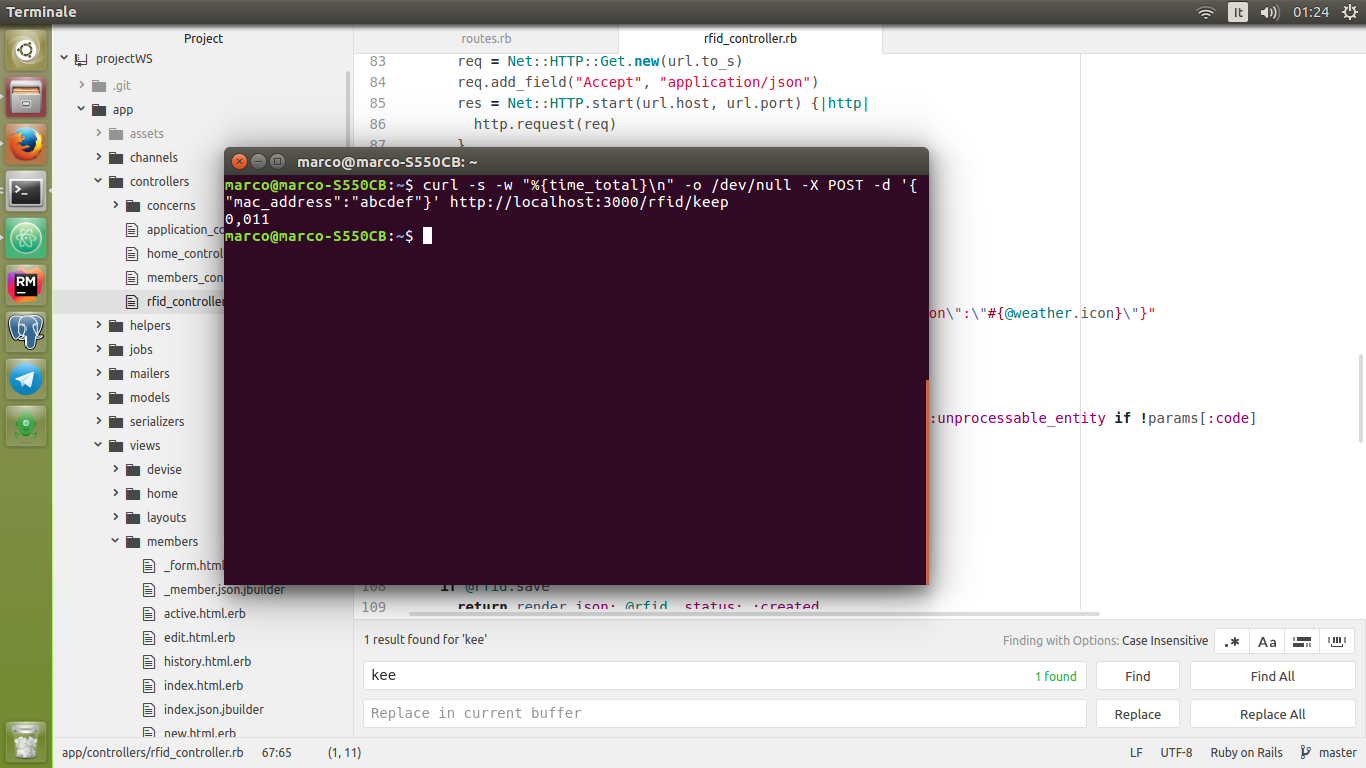 Terminale
It
01:24
Project
routes.rb
rfid_controller.rb
projectWS
.git
app
assets
channels
controllers
concerns
application_co
home_control
members_con
rfid_controller
helpers
jobs
mailers
models
serializers
views
devise
home
layouts
members
_form.html
_member.json.jbuilder
active.html.erb
edit.html.erb
history.html.erb
index.html.erb
index.json.jbuilder
new.html.erb
83 req = Net::HTTP::Get.new(url.to_s)
84 req.add_field("Accept", "application/json")
85 res = Net::HTTP.start(url.host, url.port) {|http|
86 http.request(req)
87 }
marco@marco-S550CB: ~
marco@marco-S550CB:~$ curl -s -w "%{time_total}\n" -o /dev/null -X POST -d '{
"mac_address":"abcdef"}' http://localhost:3000/rfid/keep
0,011
marco@marco-S550CB:~$
on\":\"#{@weather.icon}\"}"
:unprocessable_entity if !params[:code]
108 if @rfid.save
109 return render json: @rfid, status: :created
1 result found for 'kee'
Finding with Options: Case Insensitive
.*
Aa
kee
1 found
Find
Find All
Replace in current buffer
Replace
Replace All
RM
app/controllers/rfid_controller.rb 67:65 (1, 11)
LF UTF-8 Ruby on Rails master